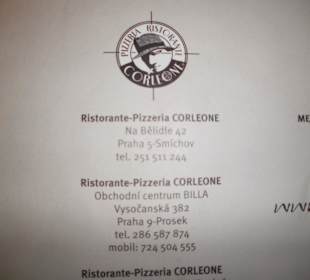 PIZZERIA RISTORANTE
CORLEONE
Ristorante-Pizzeria CORLEONE
Na Bělidle 42
Praha 5-Smíchov
tel. 251 511 244
Ristorante-Pizzeria CORLEONE
Obchodní centrum BILLA
Vysočanská 382
Praha 9-Prosek
tel. 286 587 874
mobil: 724 504 555
Ristorante-Pizzeria CORLEONE